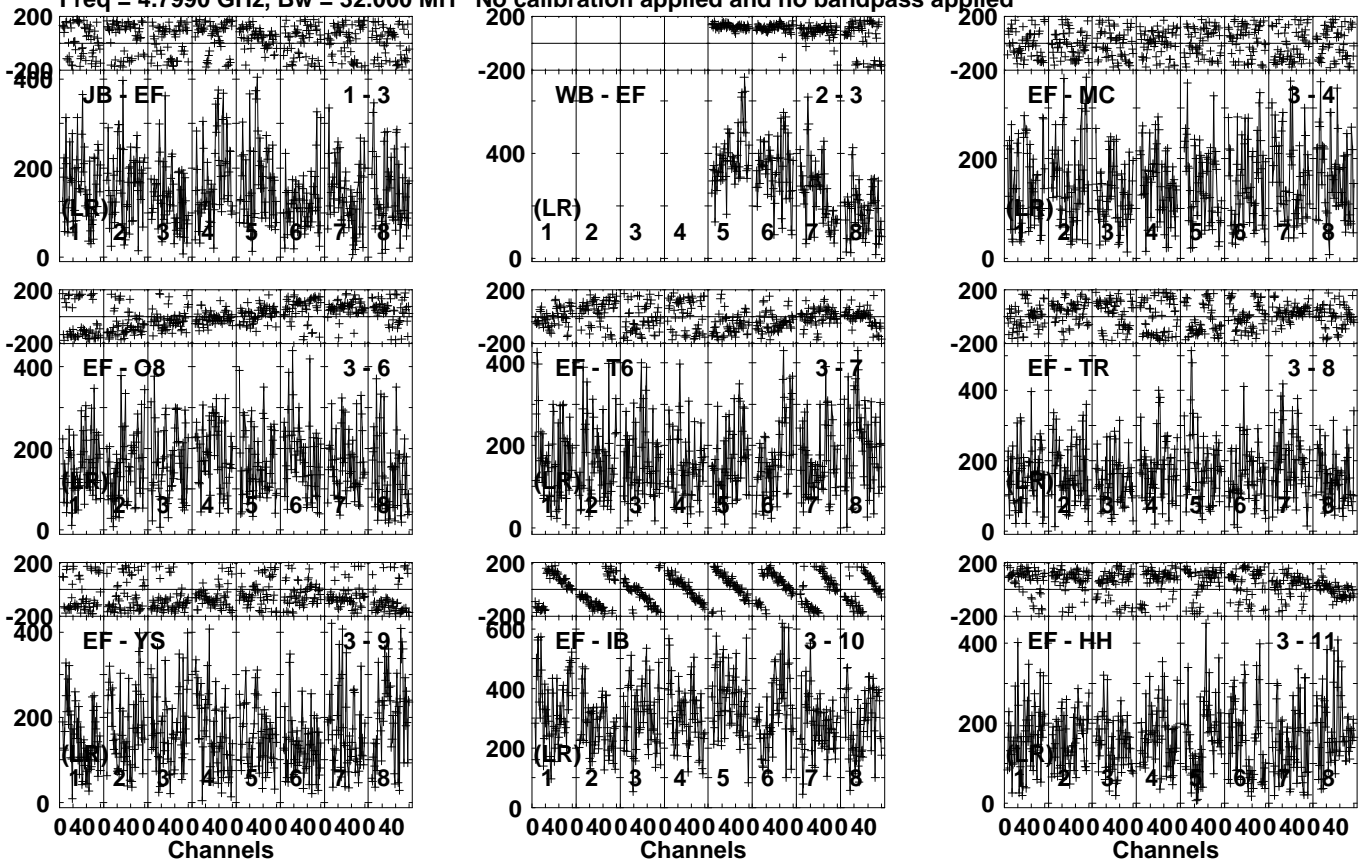 Freq = 4.7990 GHz, Bw = 32.000 MH No calibration applied and no bandpass applied
200
-200
400
200
0
JB - EF 1 - 3
(LR)
1 2 3 4 5 6 7 8
200
-200
400
0
WB - EF 2 - 3
(LR)
1 2 3 4 5 6 7 8
200
-200
200
0
EF - MC 3 - 4
(LR)
1 2 3 4 5 6 7 8
200
-200
400
200
0
EF - O8 3 - 6
(LR)
1 2 3 4 5 6 7 8
200
-200
400
200
0
EF - T6 3 - 7
(LR)
1 2 3 4 5 6 7 8
200
-200
400
200
0
EF - TR 3 - 8
(LR)
1 2 3 4 5 6 7 8
200
-200
400
200
0
EF - YS 3 - 9
(LR)
1 2 3 4 5 6 7 8
0 40 0 40 0 40 0 40 0 40 0 40 0 40 0 40
Channels
200
-200
600
400
200
0
EF - IB 3 - 10
(LR)
1 2 3 4 5 6 7 8
0 40 0 40 0 40 0 40 0 40 0 40 0 40 0 40
Channels
200
-200
400
200
0
EF - HH 3 - 11
(LR)
1 2 3 4 5 6 7 8
0 40 0 40 0 40 0 40 0 40 0 40 0 40 0 40
Channels